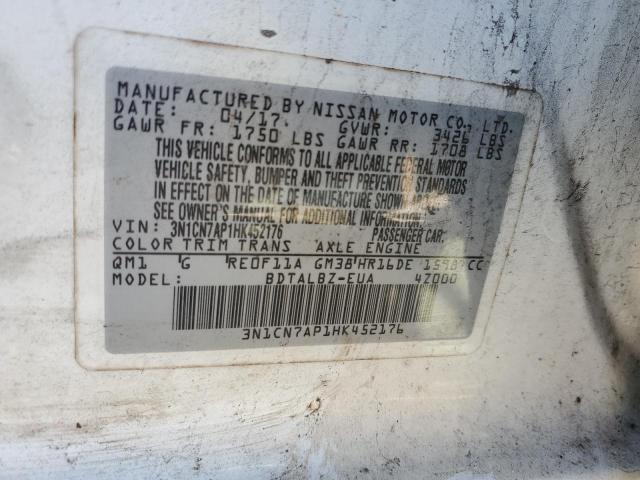 MANUFACTURED BY NISSAN MOTOR CO., LTD.
DATE: 04/17. GVWR: 3426 LBS
GAWR FR: 1750 LBS GAWR RR: 1708 LBS
THIS VEHICLE CONFORMS TO ALL APPLICABLE FEDERAL MOTOR
VEHICLE SAFETY, BUMPER AND THEFT PREVENTION STANDARDS
IN EFFECT ON THE DATE OF MANUFACTURE SHOWN ABOVE.
SEE OWNER'S MANUAL FOR ADDITIONAL INFORMATION.
VIN: 3N1CN7AP1HK452176 PASSENGER CAR.
COLOR TRIM TRANS AXLE ENGINE
QM1 G RE0F11A GM38 HR16DE 1598 CC
MODEL: BDTALBZ-EUA 4Z000
3N1CN7AP1HK452176